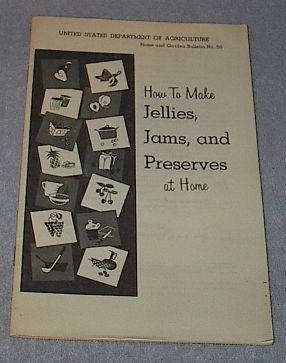 UNITED STATES DEPARTMENT OF AGRICULTURE
Home and Garden Bulletin No. 56
How To Make
Jellies,
Jams, and
Preserves
at Home